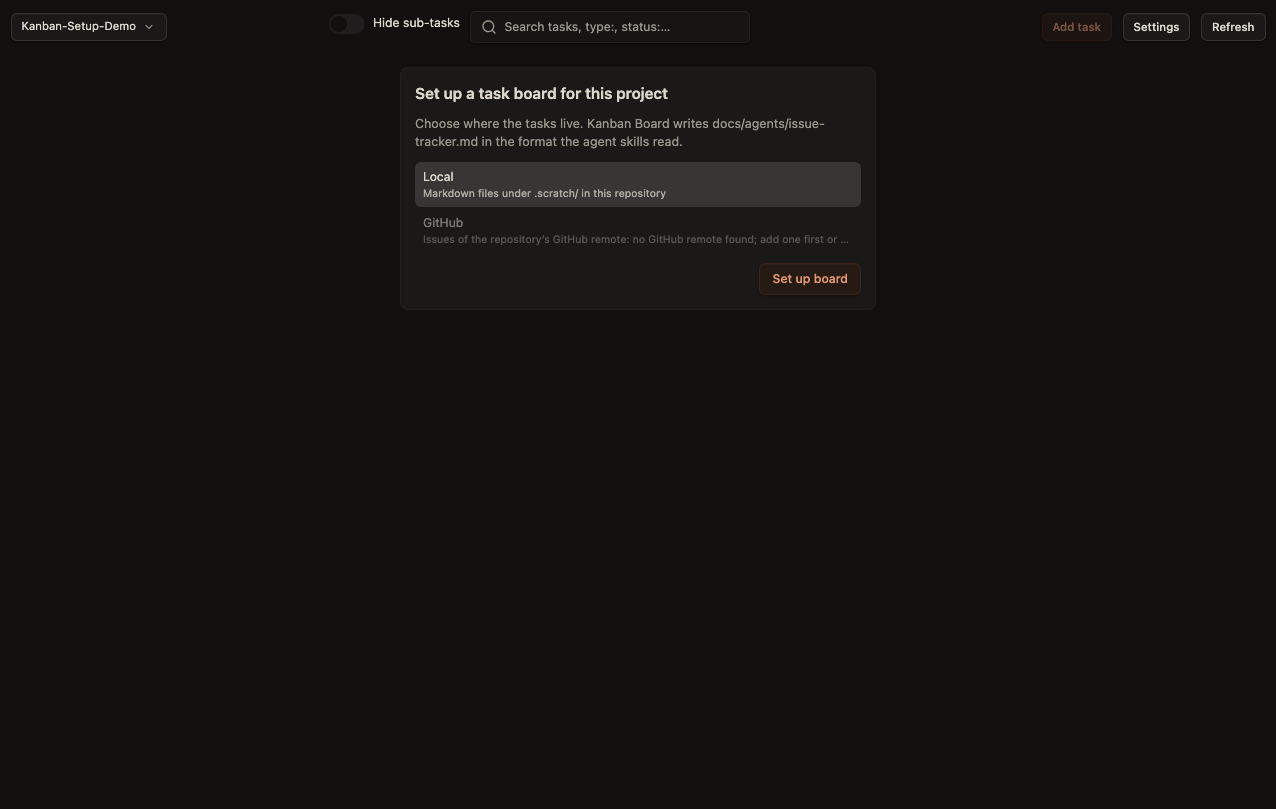 Kanban-Setup-Demo
Hide sub-tasks
Search tasks, type:, status:...
Add task
Settings
Refresh
Set up a task board for this project
Choose where the tasks live. Kanban Board writes docs/agents/issue-
tracker.md in the format the agent skills read.
Local
Markdown files under .scratch/ in this repository
GitHub
Issues of the repository's GitHub remote: no GitHub remote found; add one first or ...
Set up board